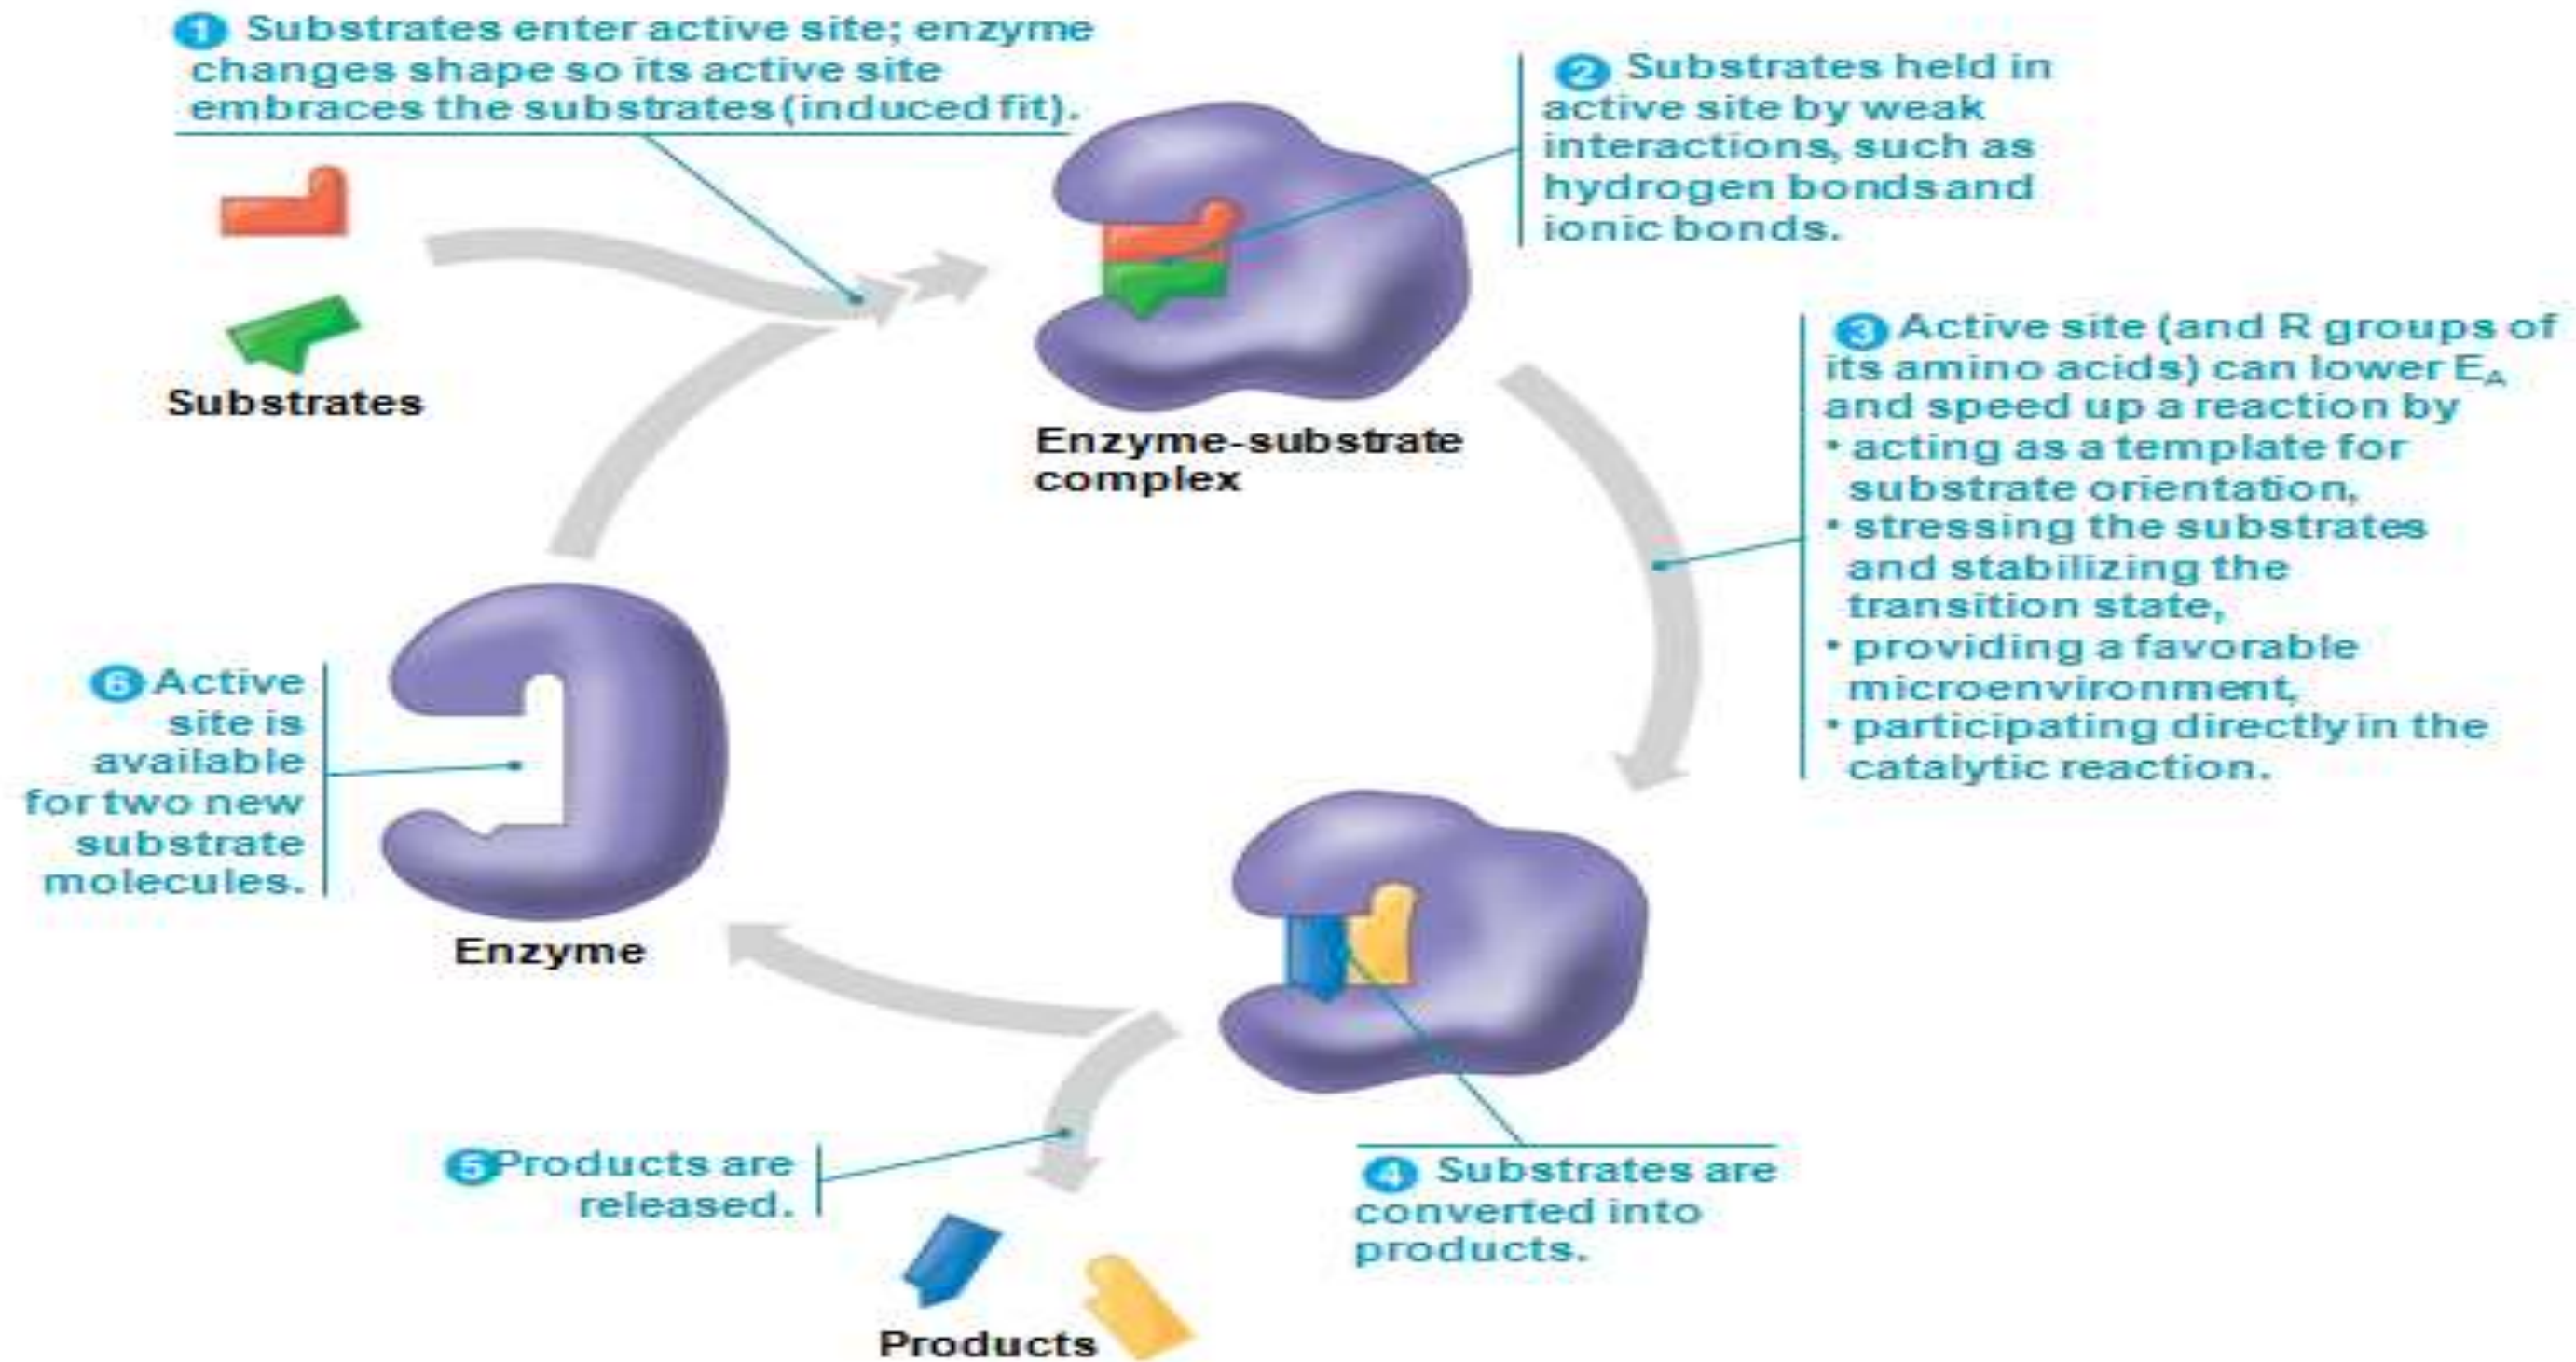 1 Substrates enter active site; enzyme
changes shape so its active site
embraces the substrates (induced fit).
2 Substrates held in
active site by weak
interactions, such as
hydrogen bonds and
ionic bonds.
Substrates
Enzyme-substrate
complex
3 Active site (and R groups of
its amino acids) can lower EA
and speed up a reaction by
• acting as a template for
substrate orientation,
• stressing the substrates
and stabilizing the
transition state,
• providing a favorable
microenvironment,
• participating directly in the
catalytic reaction.
6 Active
site is
available
for two new
substrate
molecules.
Enzyme
5 Products are
released.
4 Substrates are
converted into
products.
Products